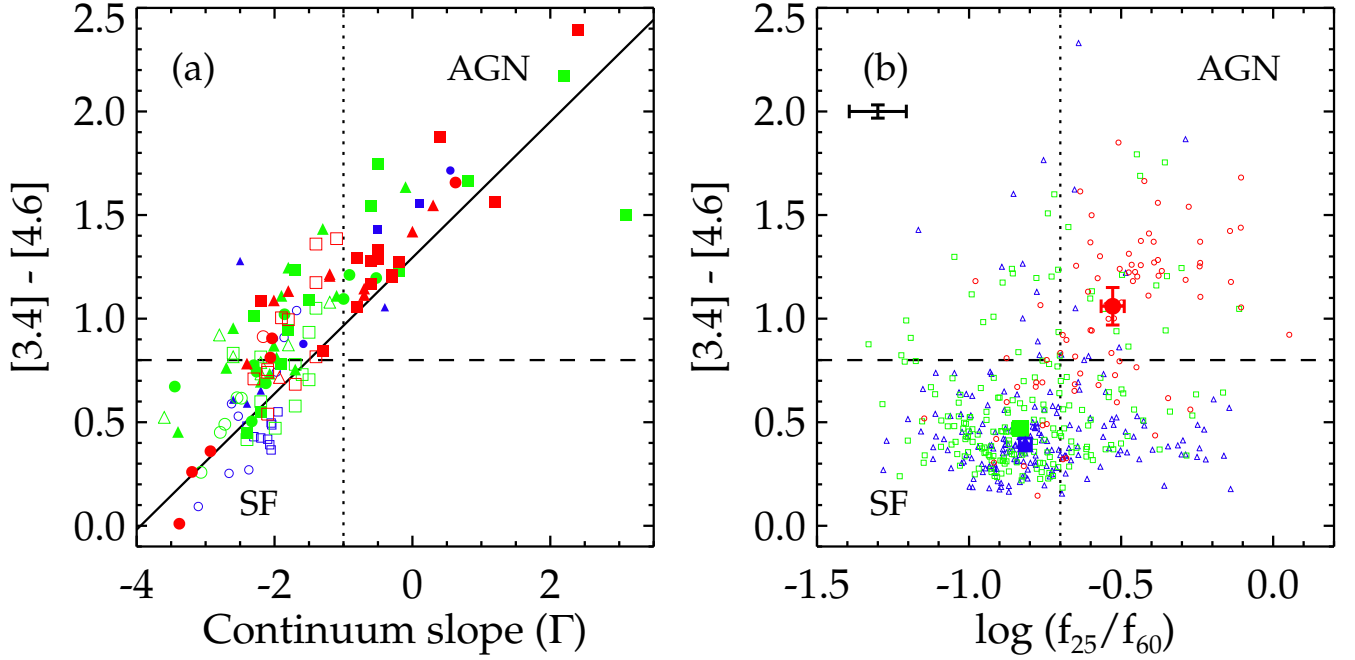 2.5
2.0
1.5
1.0
0.5
0.0
[3.4] - [4.6]
(a)
AGN
SF
-4
-2
0
2
Continuum slope (Γ)
2.5
2.0
1.5
1.0
0.5
0.0
[3.4] - [4.6]
(b)
AGN
SF
-1.5
-1.0
-0.5
0.0
log (f₂₅/f₆₀)